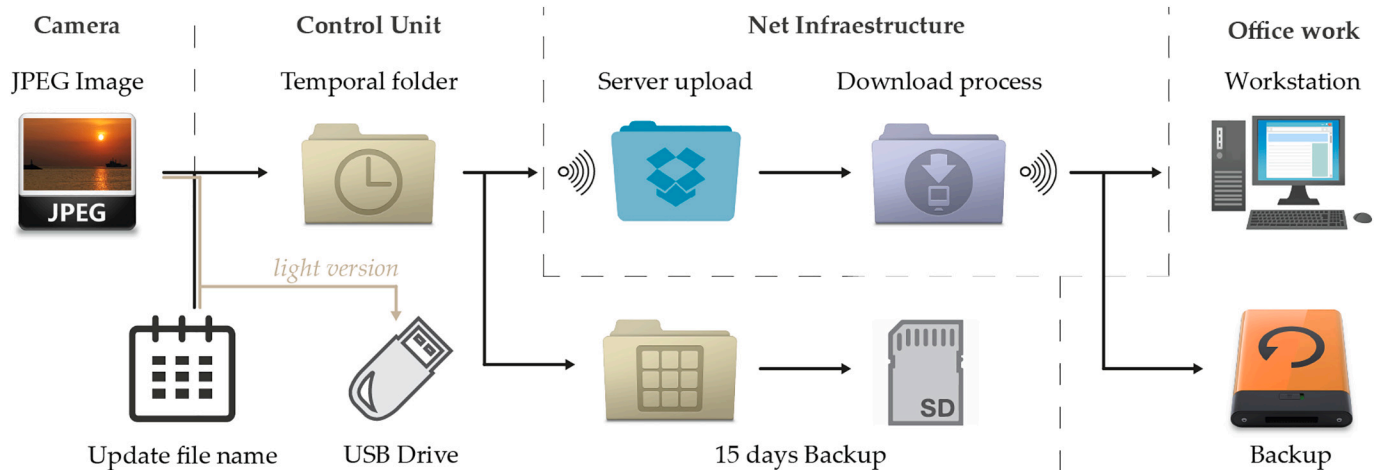 Camera
Control Unit
Net Infraestructure
Office work
JPEG Image
Temporal folder
Server upload
Download process
Workstation
JPEG
light version
SD
Update file name
USB Drive
15 days Backup
Backup